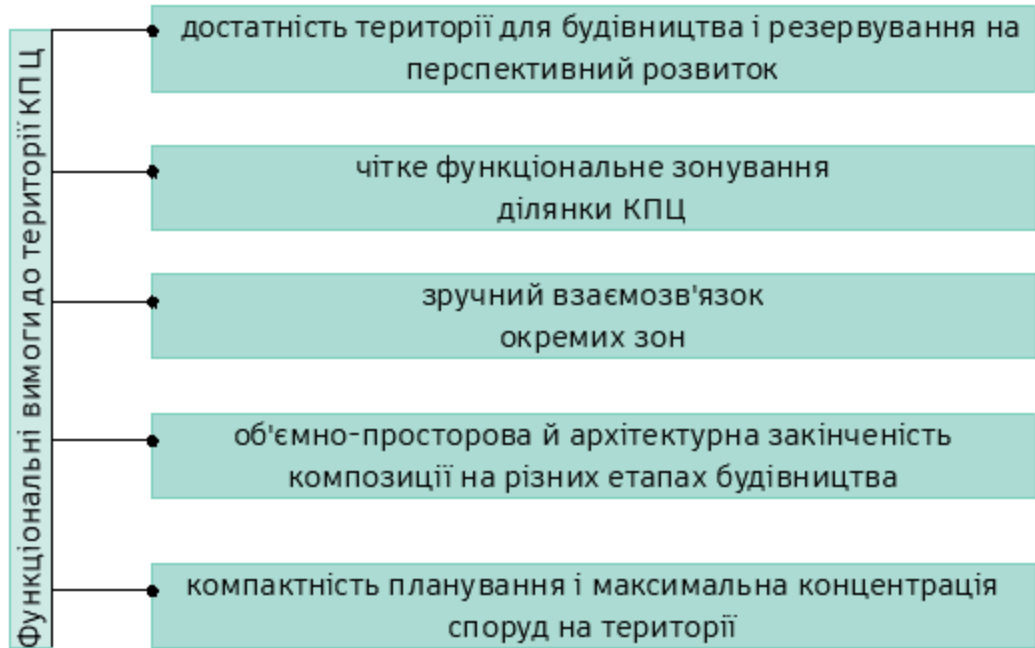 Функціональні вимоги до території КПЦ
достатність території для будівництва і резервування на
перспективний розвиток
чітке функціональне зонування
ділянки КПЦ
зручний взаємозв'язок
окремих зон
об'ємно-просторова й архітектурна закінченість
композиції на різних етапах будівництва
компактність планування і максимальна концентрація
споруд на території